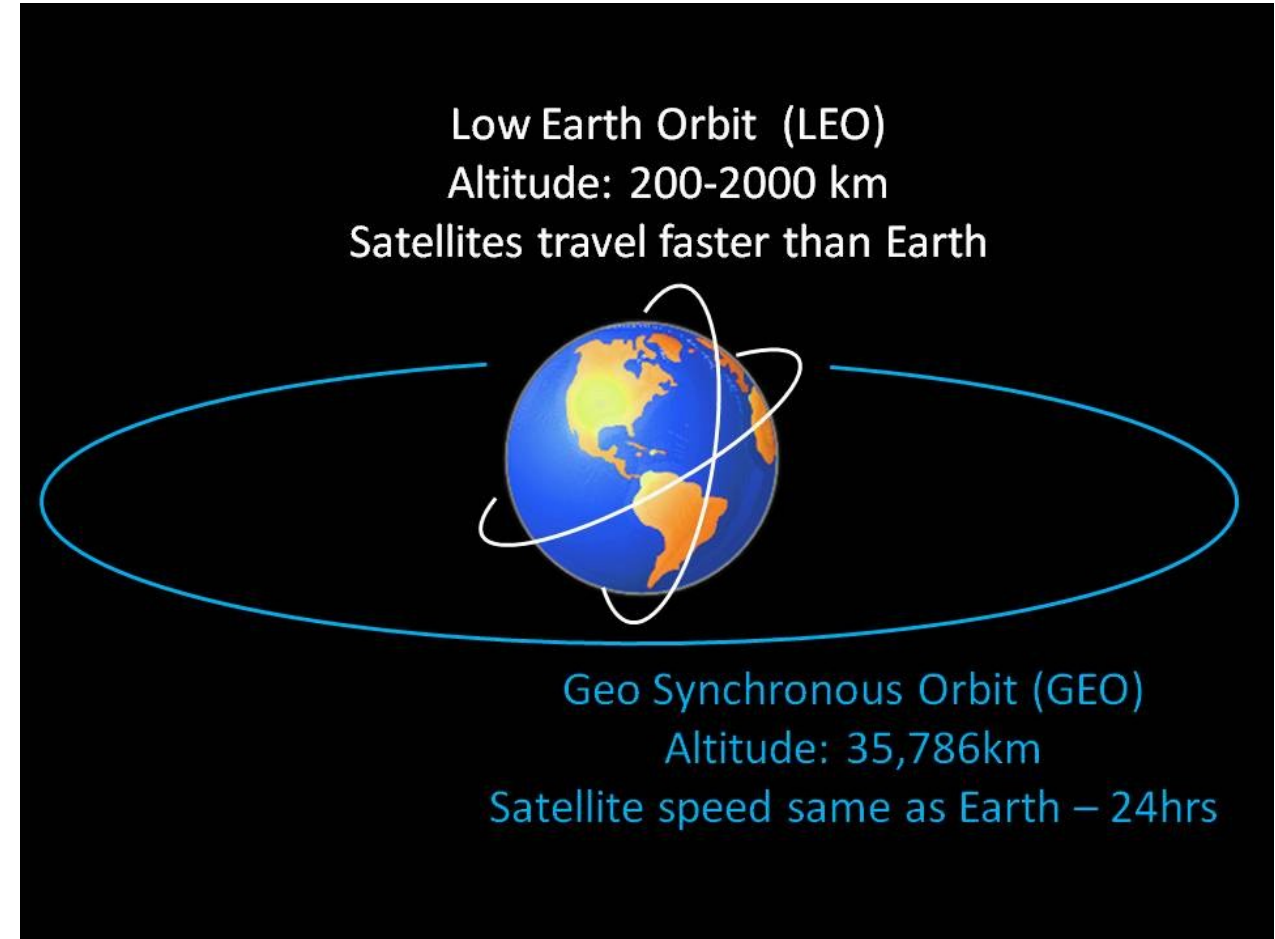 Low Earth Orbit (LEO)
Altitude: 200-2000 km
Satellites travel faster than Earth
Geo Synchronous Orbit (GEO)
Altitude: 35,786km
Satellite speed same as Earth – 24hrs